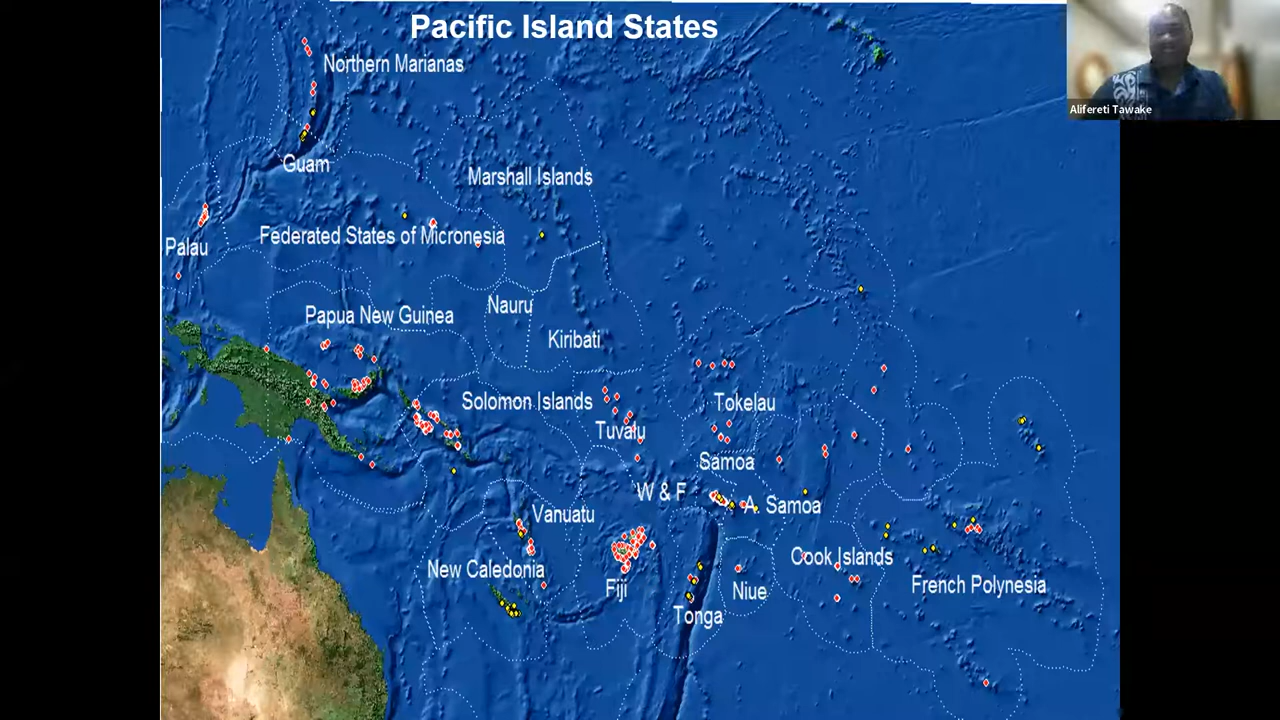 Pacific Island States
Alifereti Tawake
Northern Marianas
Guam
Marshall Islands
Federated States of Micronesia
Palau
Nauru
Papua New Guinea
Kiribati
Solomon Islands
Tokelau
Tuvalu
Samoa
W & F
A. Samoa
Vanuatu
Cook Islands
New Caledonia
Fiji
Niue
French Polynesia
Tonga